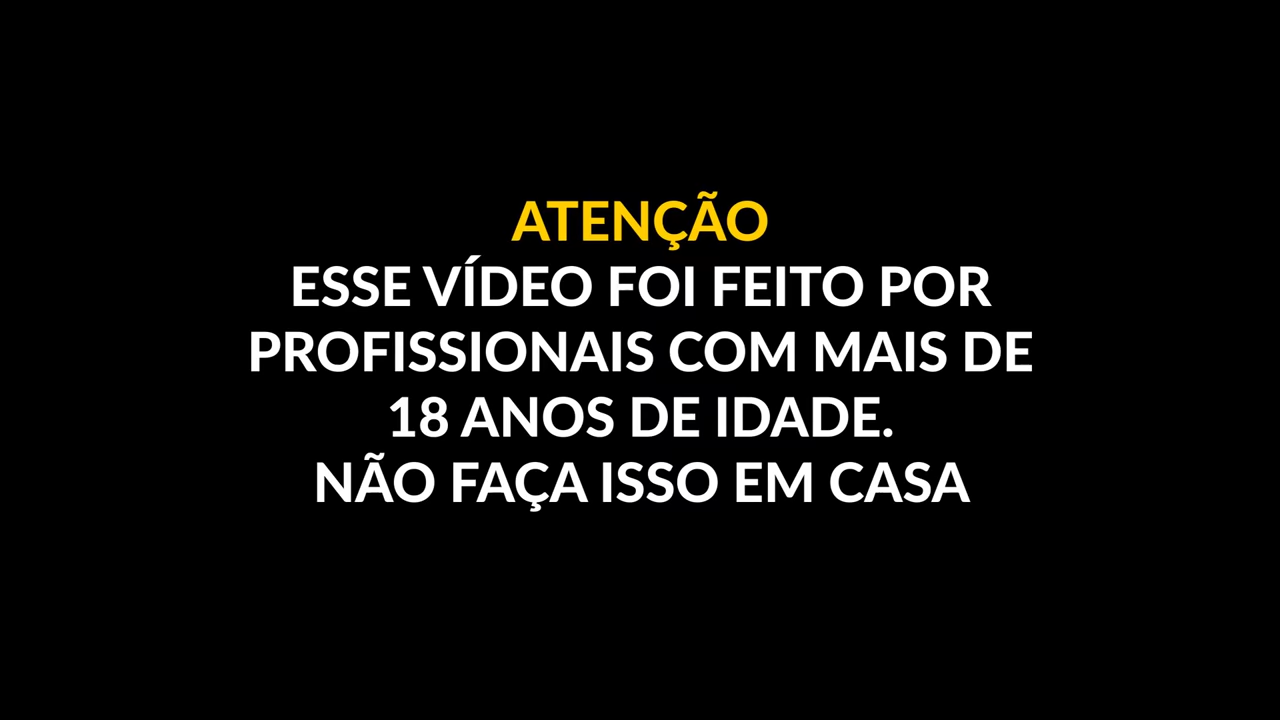 ATENÇÃO
ESSE VÍDEO FOI FEITO POR
PROFISSIONAIS COM MAIS DE
18 ANOS DE IDADE.
NÃO FAÇA ISSO EM CASA